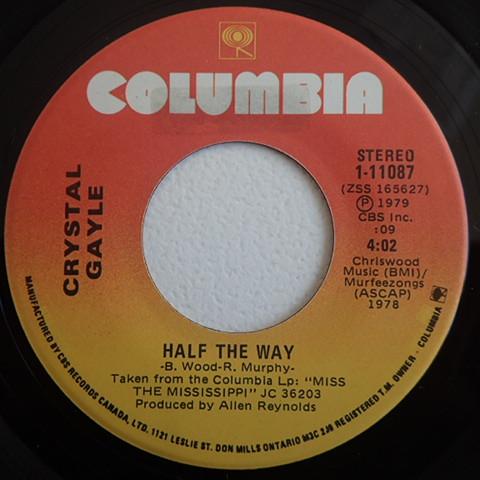 COLUMBIA
CRYSTAL
GAYLE
STEREO
1-11087
(ZSS 165627)
Ⓟ 1979
CBS Inc.
:09
4:02
Chriswood
Music (BMI)/
Murfeezongs
(ASCAP)
1978
HALF THE WAY
-B. Wood-R. Murphy-
Taken from the Columbia Lp: "MISS
THE MISSISSIPPI" JC 36203
Produced by Allen Reynolds
MANUFACTURED BY CBS RECORDS CANADA, LTD. 1121 LESLIE ST. DON MILLS ONTARIO M3C 2J9 REGISTERED T.M. OWNER - COLUMBIA